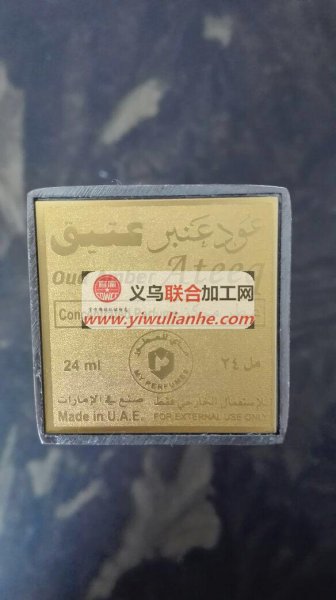 عود عنبر عتيق
Oud Amber Ateeq
义乌联合加工网
www.yiwulianhe.com
24 ml
٢٤ مل
MY PERFUMES
صنع في الإمارات
للإستعمال الخارجي فقط
Made in U.A.E.
FOR EXTERNAL USE ONLY